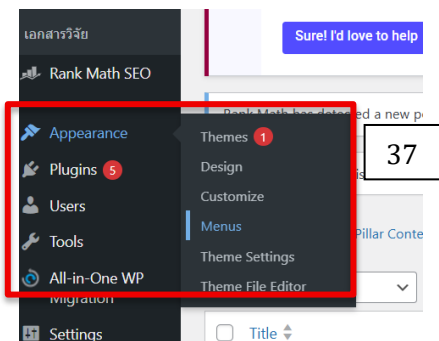 เอกสารวิจัย
Sure! I'd love to help
Rank Math SEO
Rank Math has detected a new
Appearance
Themes 1
37
Plugins 5
Design
Users
Customize
Menus
Pillar Conte
Tools
Theme Settings
All-in-One WP
Migration
Theme File Editor
Settings
Title